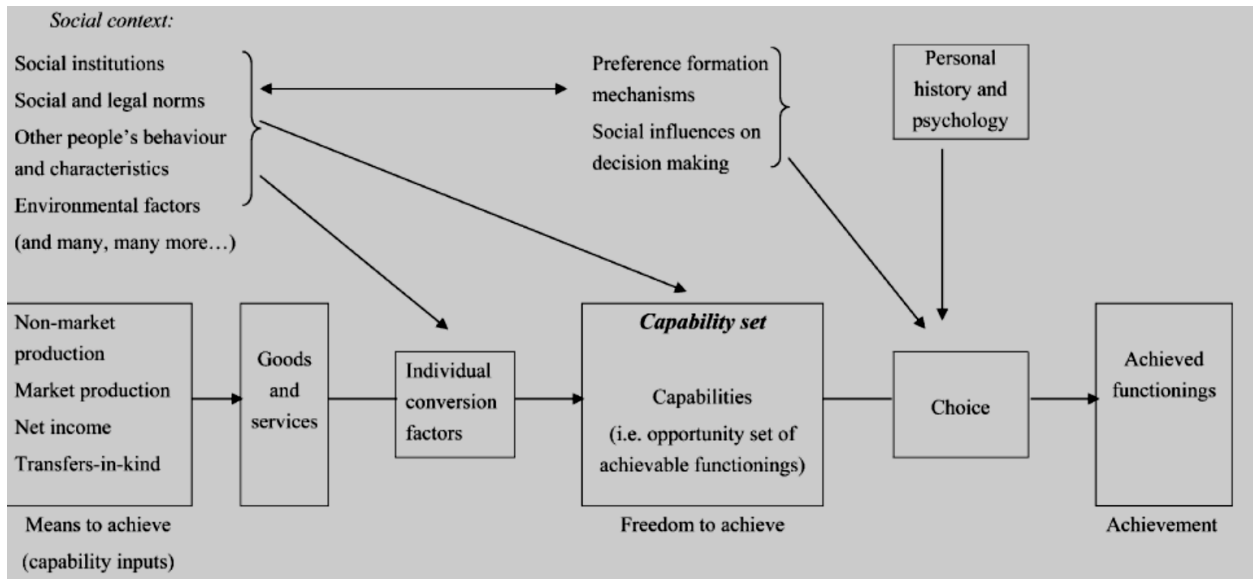 Social context:
Social institutions
Social and legal norms
Other people’s behaviour
and characteristics
Environmental factors
(and many, many more…)
Preference formation
mechanisms
Social influences on
decision making
Personal
history and
psychology
Non-market
production
Market production
Net income
Transfers-in-kind
Means to achieve
(capability inputs)
Goods
and
services
Individual
conversion
factors
Capability set
Capabilities
(i.e. opportunity set of
achievable functionings)
Freedom to achieve
Choice
Achieved
functionings
Achievement